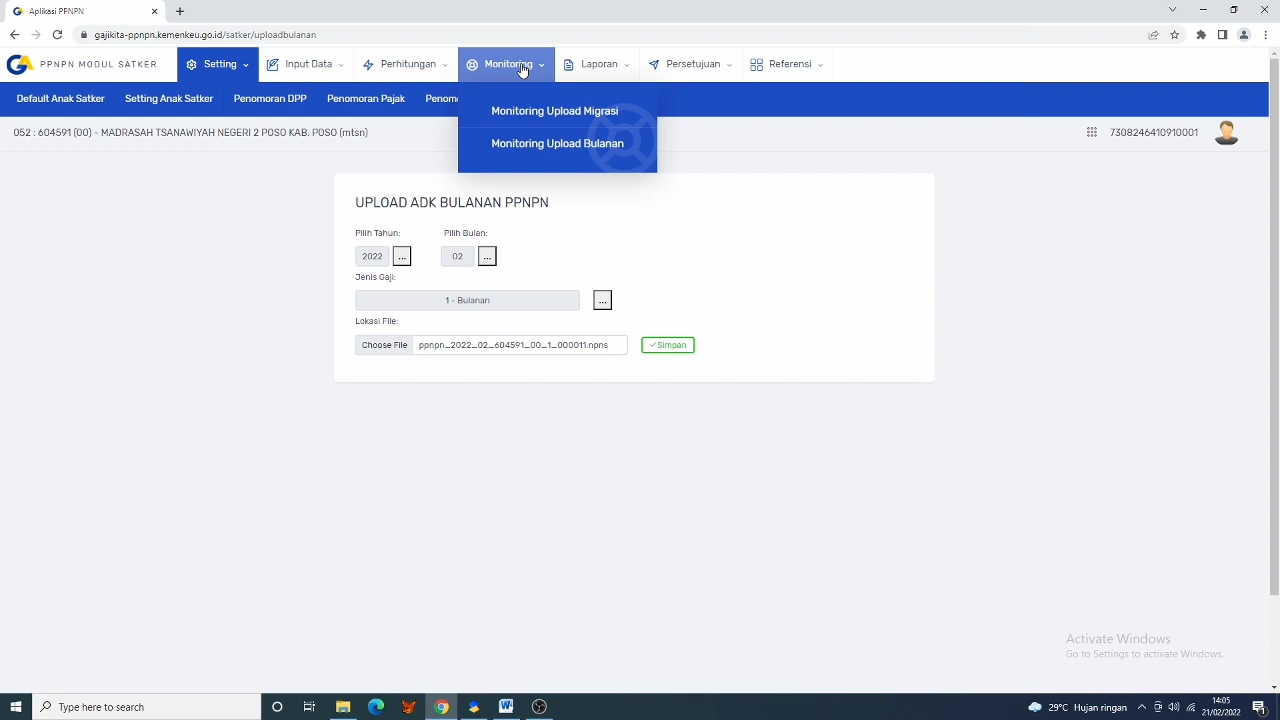 Aplikasi PPNPN
gajikita-ppnpn.kemenkeu.go.id/satker/uploadbulanan
PPNPN MODUL SATKER
Setting
Input Data
Perhitungan
Monitoring
Laporan
Persetujuan
Referensi
Default Anak Satker
Setting Anak Satker
Penomoran DPP
Penomoran Pajak
Penomo
Monitoring Upload Migrasi
Monitoring Upload Bulanan
052 : 604591 (00) - MADRASAH TSANAWIYAH NEGERI 2 POSO KAB. POSO (mtsn)
7308246410910001
UPLOAD ADK BULANAN PPNPN
Pilih Tahun: Pilih Bulan:
2022 ... 02 ...
Jenis Gaji:
1 - Bulanan ...
Lokasi File:
Choose File ppnpn_2022_02_604591_00_1_000011.npns Simpan
Activate Windows
Go to Settings to activate Windows.
Type here to search
29°C Hujan ringan
14:05
21/02/2022